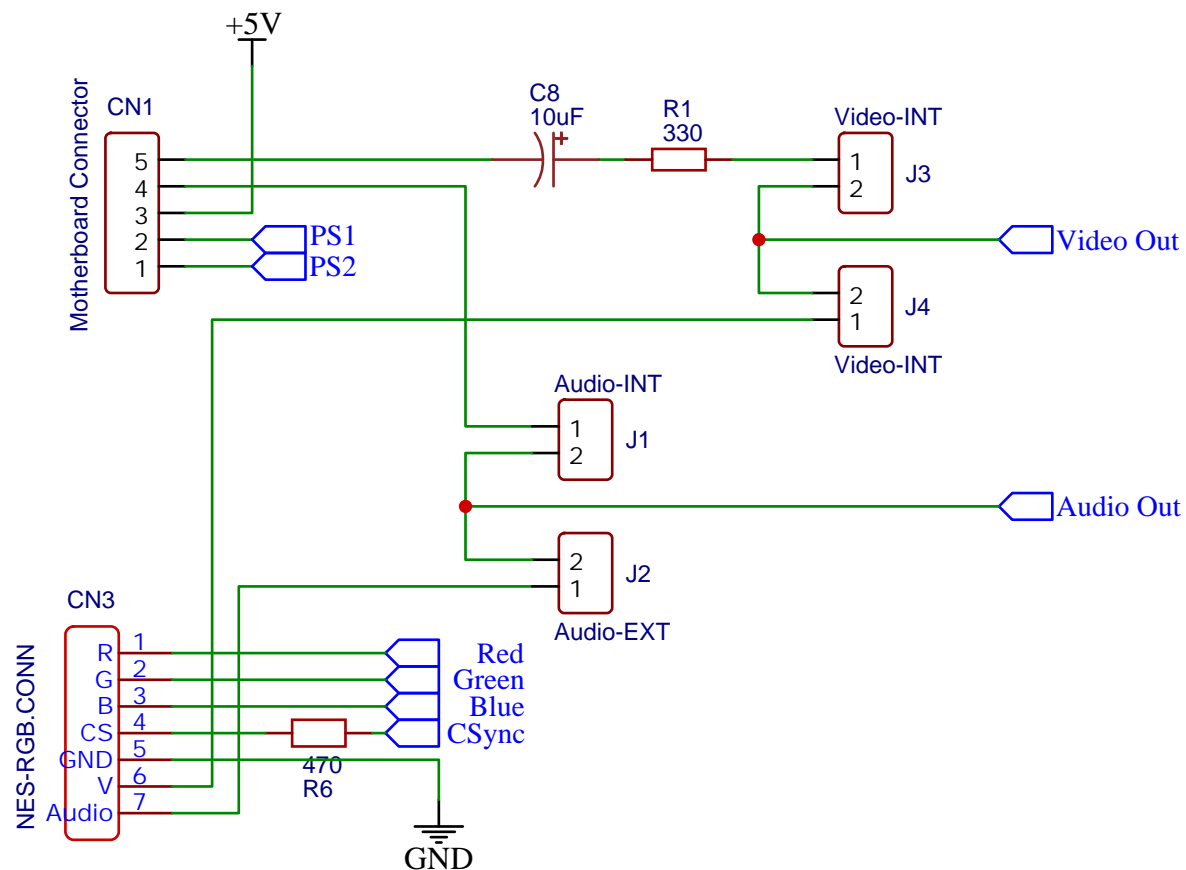 +5V
CN1
Motherboard Connector
5
4
3
2
1
PS1
PS2
C8
10uF
+
R1
330
Video-INT
1
2
J3
Video Out
2
1
J4
Video-INT
Audio-INT
1
2
J1
Audio Out
2
1
J2
Audio-EXT
CN3
NES-RGB.CONN
R 1
G 2
B 3
CS 4
GND 5
V 6
Audio 7
Red
Green
Blue
CSync
470
R6
GND